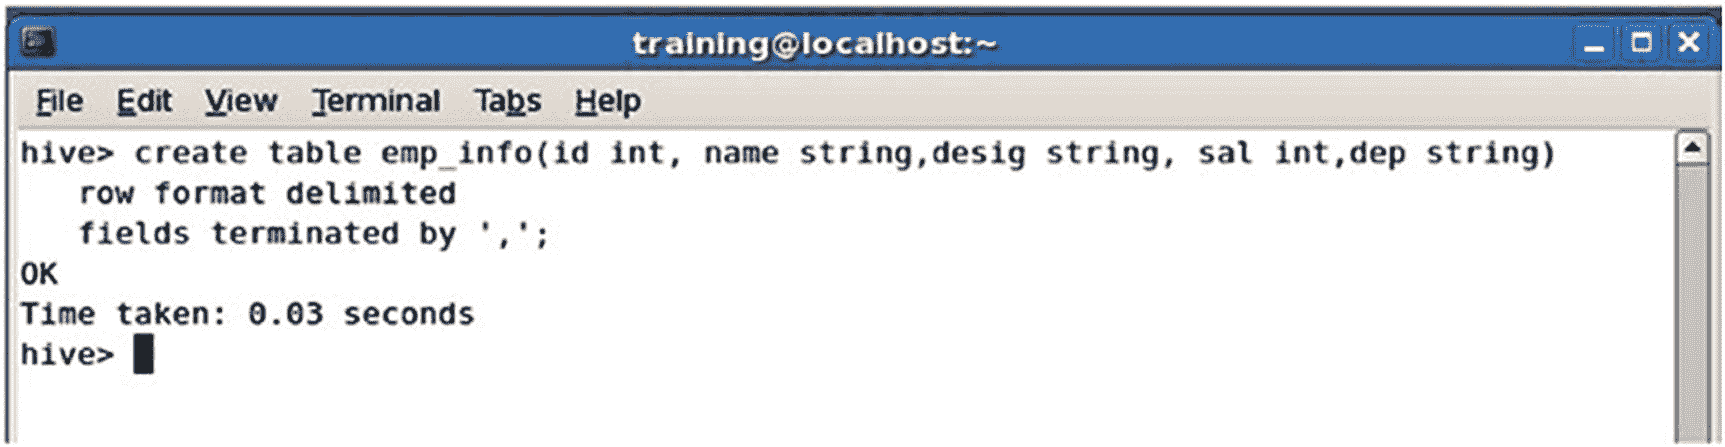 training@localhost:~
File Edit View Terminal Tabs Help
hive> create table emp_info(id int, name string,desig string, sal int,dep string)
row format delimited
fields terminated by ',';
OK
Time taken: 0.03 seconds
hive>